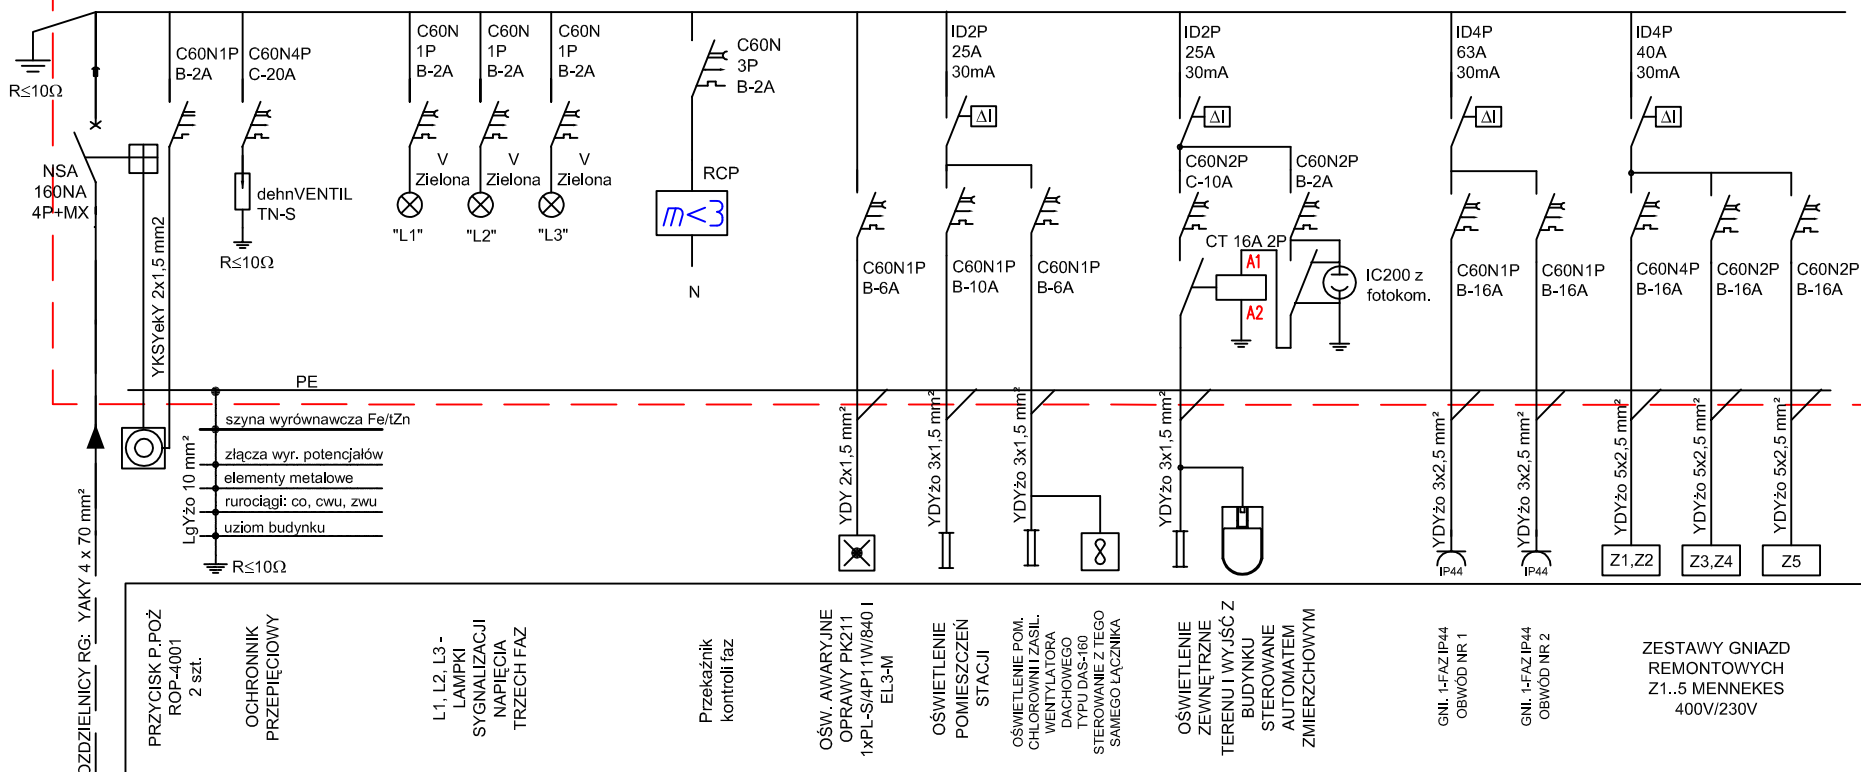 R≤10Ω
C60N1P
B-2A
C60N4P
C-20A
C60N
1P
B-2A
C60N
1P
B-2A
C60N
1P
B-2A
C60N
3P
B-2A
ID2P
25A
30mA
ID2P
25A
30mA
ID4P
63A
30mA
ID4P
40A
30mA
ΔI
ΔI
ΔI
ΔI
NSA
160NA
4P+MX
dehnVENTIL
TN-S
R≤10Ω
V
Zielona
"L1"
V
Zielona
"L2"
V
Zielona
"L3"
RCP
m<3
N
C60N2P
C-10A
C60N2P
B-2A
CT 16A 2P
A1
A2
IC200 z
fotokom.
C60N1P
B-6A
C60N1P
B-10A
C60N1P
B-6A
C60N1P
B-16A
C60N1P
B-16A
C60N4P
B-16A
C60N2P
B-16A
C60N2P
B-16A
YKSYekY 2x1,5 mm2
PE
szyna wyrównawcza Fe/tZn
złącza wyr. potencjałów
elementy metalowe
rurociągi: co, cwu, zwu
uziom budynku
R≤10Ω
LgYżo 10 mm²
YAKY 4 x 70 mm²
OZDZIELNICY RG:
YDY 2x1,5 mm²
YDYżo 3x1,5 mm²
YDYżo 3x1,5 mm²
YDYżo 3x1,5 mm²
YDYżo 3x2,5 mm²
YDYżo 3x2,5 mm²
YDYżo 5x2,5 mm²
YDYżo 5x2,5 mm²
YDYżo 5x2,5 mm²
IP44
IP44
Z1,Z2
Z3,Z4
Z5
PRZYCISK P.POŻ
ROP-4001
2 szt.
OCHRONNIK
PRZEPIĘCIOWY
L1, L2, L3 -
LAMPKI
SYGNALIZACJI
NAPIĘCIA
TRZECH FAZ
Przekaźnik
kontroli faz
OŚW. AWARYJNE
OPRAWY PK211
1xPL-S/4P11W/840 I
EL3-M
OŚWIETLENIE
POMIESZCZEŃ
STACJI
OŚWIETLENIE POM.
CHLOROWNI I ZASIL.
WENTYLATORA
DACHOWEGO
TYPU DAS-160
STEROWANIE Z TEGO
SAMEGO ŁĄCZNIKA
OŚWIETLENIE
ZEWNĘTRZNE
TERENU I WYJŚĆ Z
BUDYNKU
STEROWANE
AUTOMATEM
ZMIERZCHOWYM
GNI. 1-FAZ IP44
OBWÓD NR 1
GNI. 1-FAZ IP44
OBWÓD NR 2
ZESTAWY GNIAZD
REMONTOWYCH
Z1..5 MENNEKES
400V/230V